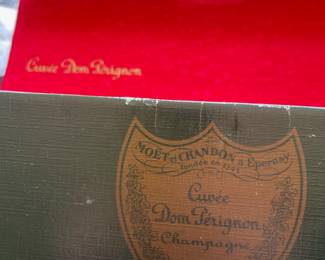 Cuvée Dom Pérignon
MOËT et CHANDON à Epernay
fondée en 1743
Cuvée
Dom Pérignon
Champagne